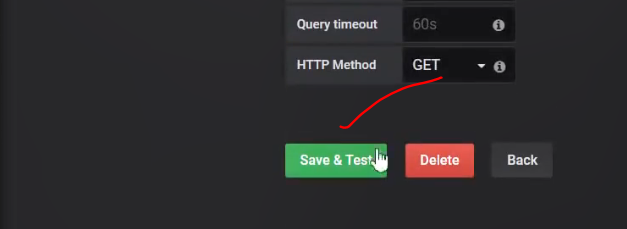 Query timeout 60s
HTTP Method GET
Save & Test Delete Back